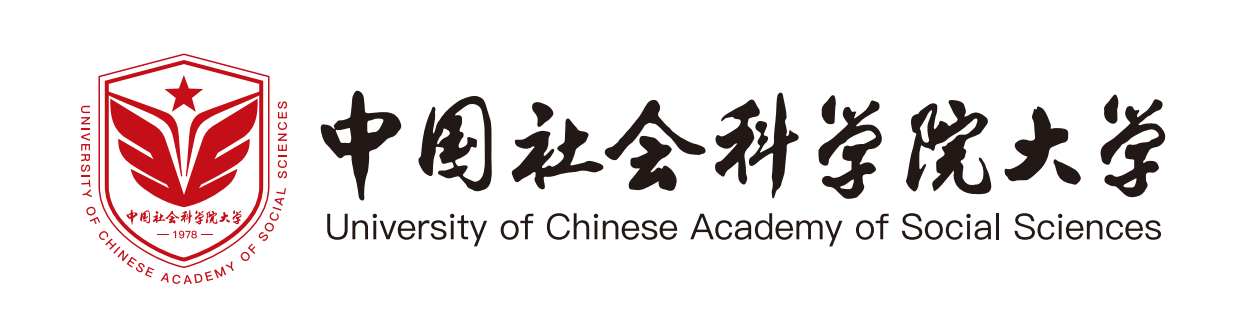 UNIVERSITY OF CHINESE ACADEMY OF SOCIAL SCIENCES
中国社会科学院大学
1978
中国社会科学院大学
University of Chinese Academy of Social Sciences